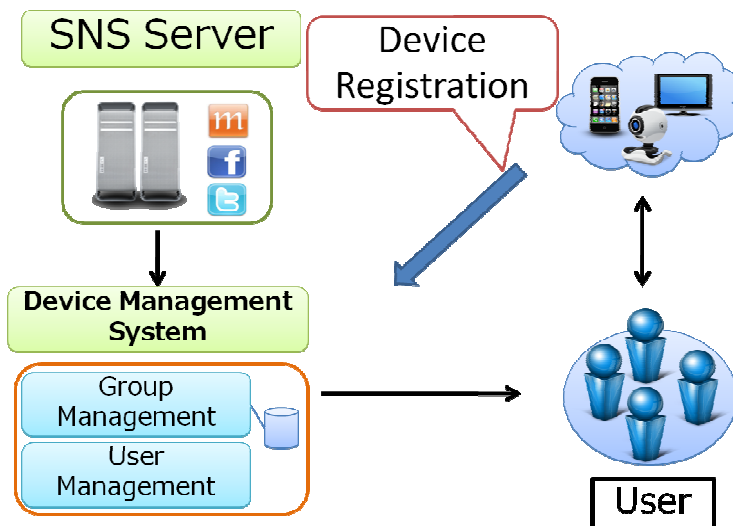 SNS Server
Device
Registration
m
f
t
Device Management
System
Group
Management
User
Management
User